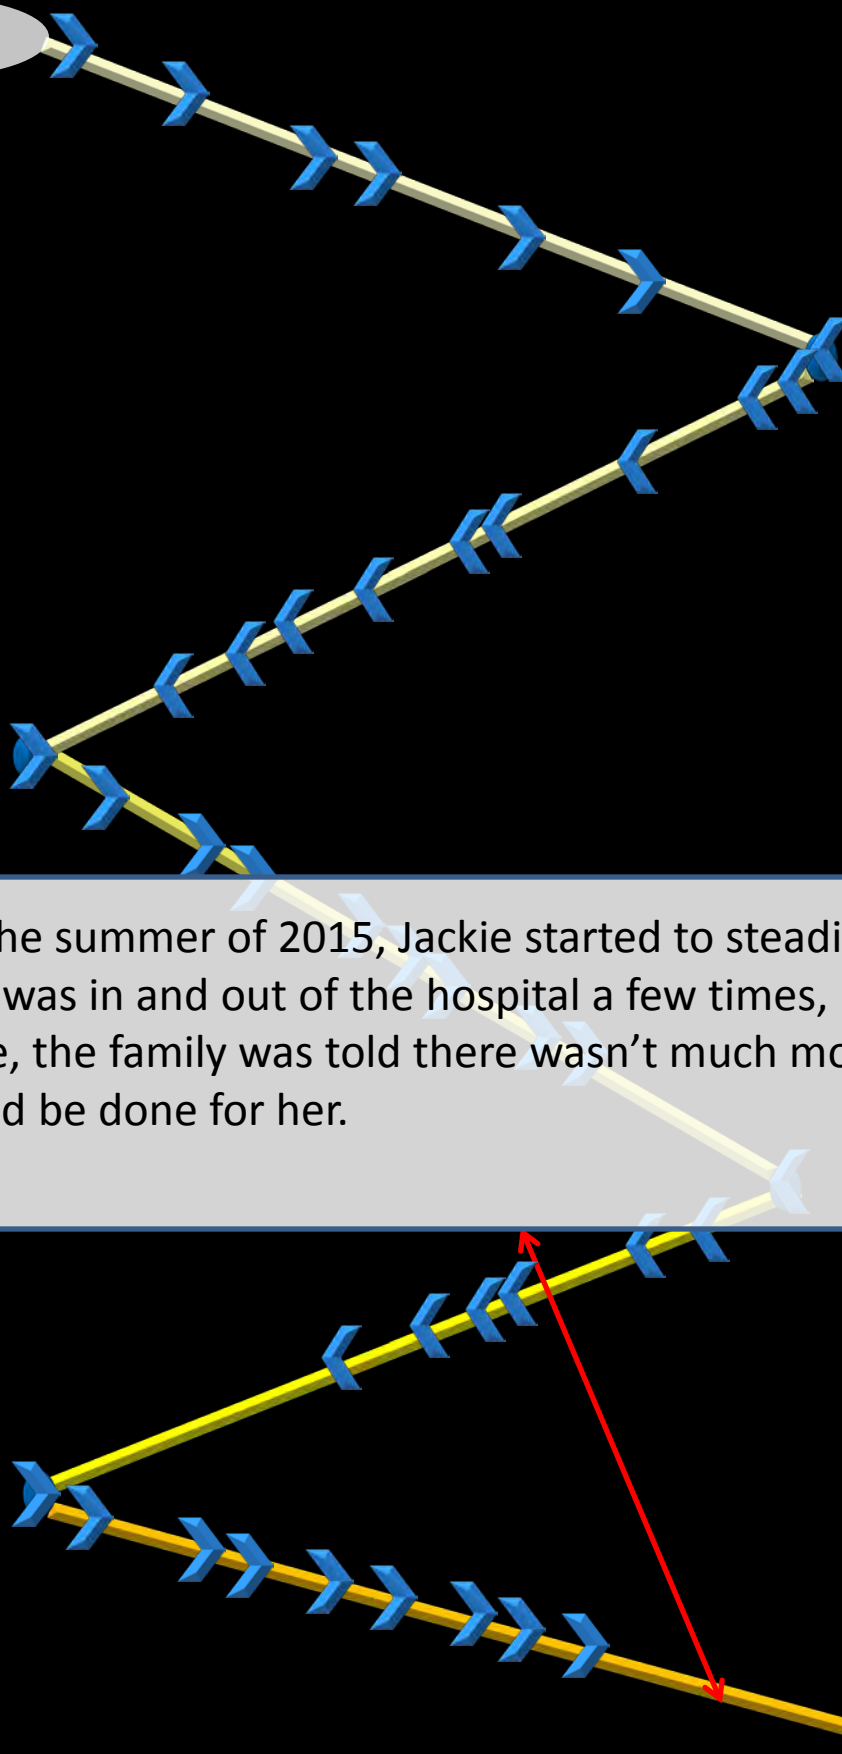 he summer of 2015, Jackie started to steadi
was in and out of the hospital a few times,
e, the family was told there wasn’t much mo
d be done for her.